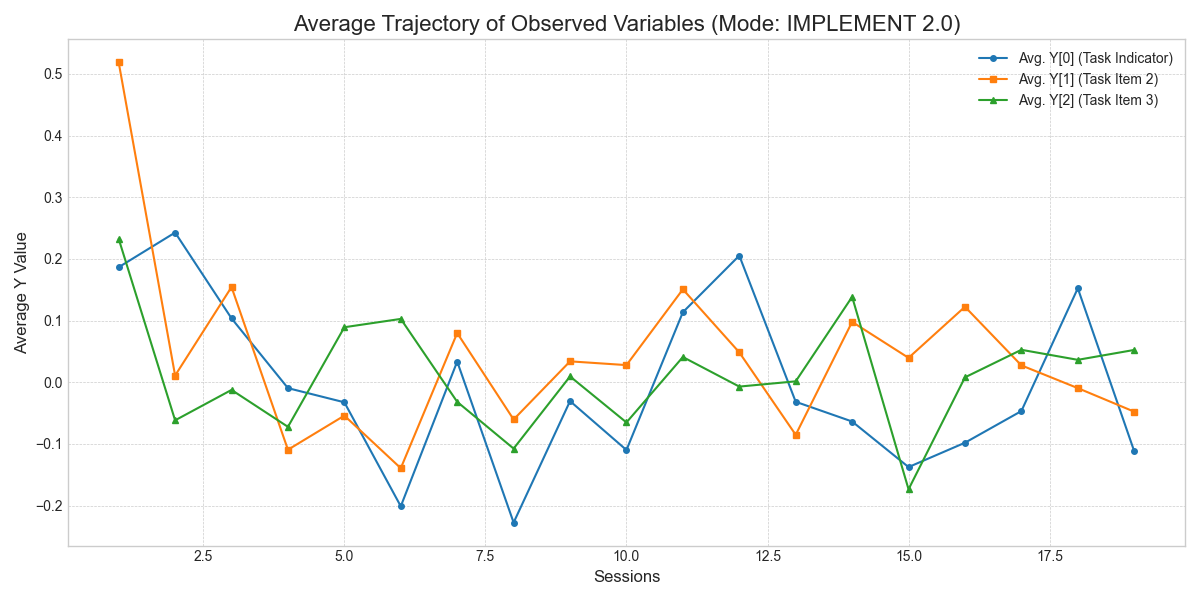 Average Trajectory of Observed Variables (Mode: IMPLEMENT 2.0)
Avg. Y[0] (Task Indicator)
Avg. Y[1] (Task Item 2)
Avg. Y[2] (Task Item 3)
Average Y Value
0.5
0.4
0.3
0.2
0.1
0.0
−0.1
−0.2
2.5 5.0 7.5 10.0 12.5 15.0 17.5
Sessions